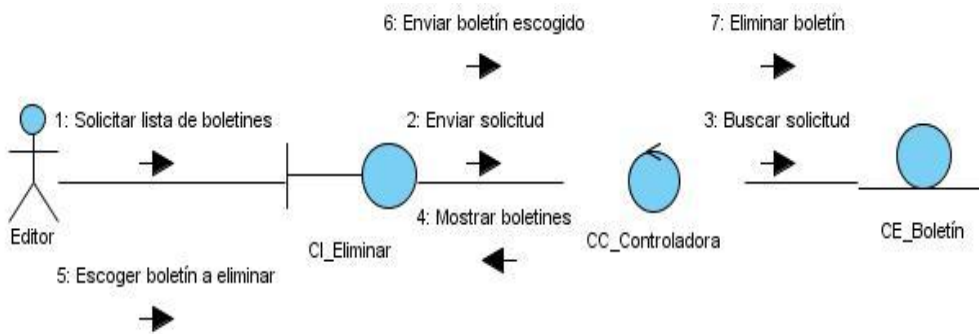 6: Enviar boletín escogido
7: Eliminar boletín
1: Solicitar lista de boletines
2: Enviar solicitud
3: Buscar solicitud
4: Mostrar boletines
Editor
CI_Eliminar
CC_Controladora
CE_Boletín
5: Escoger boletín a eliminar